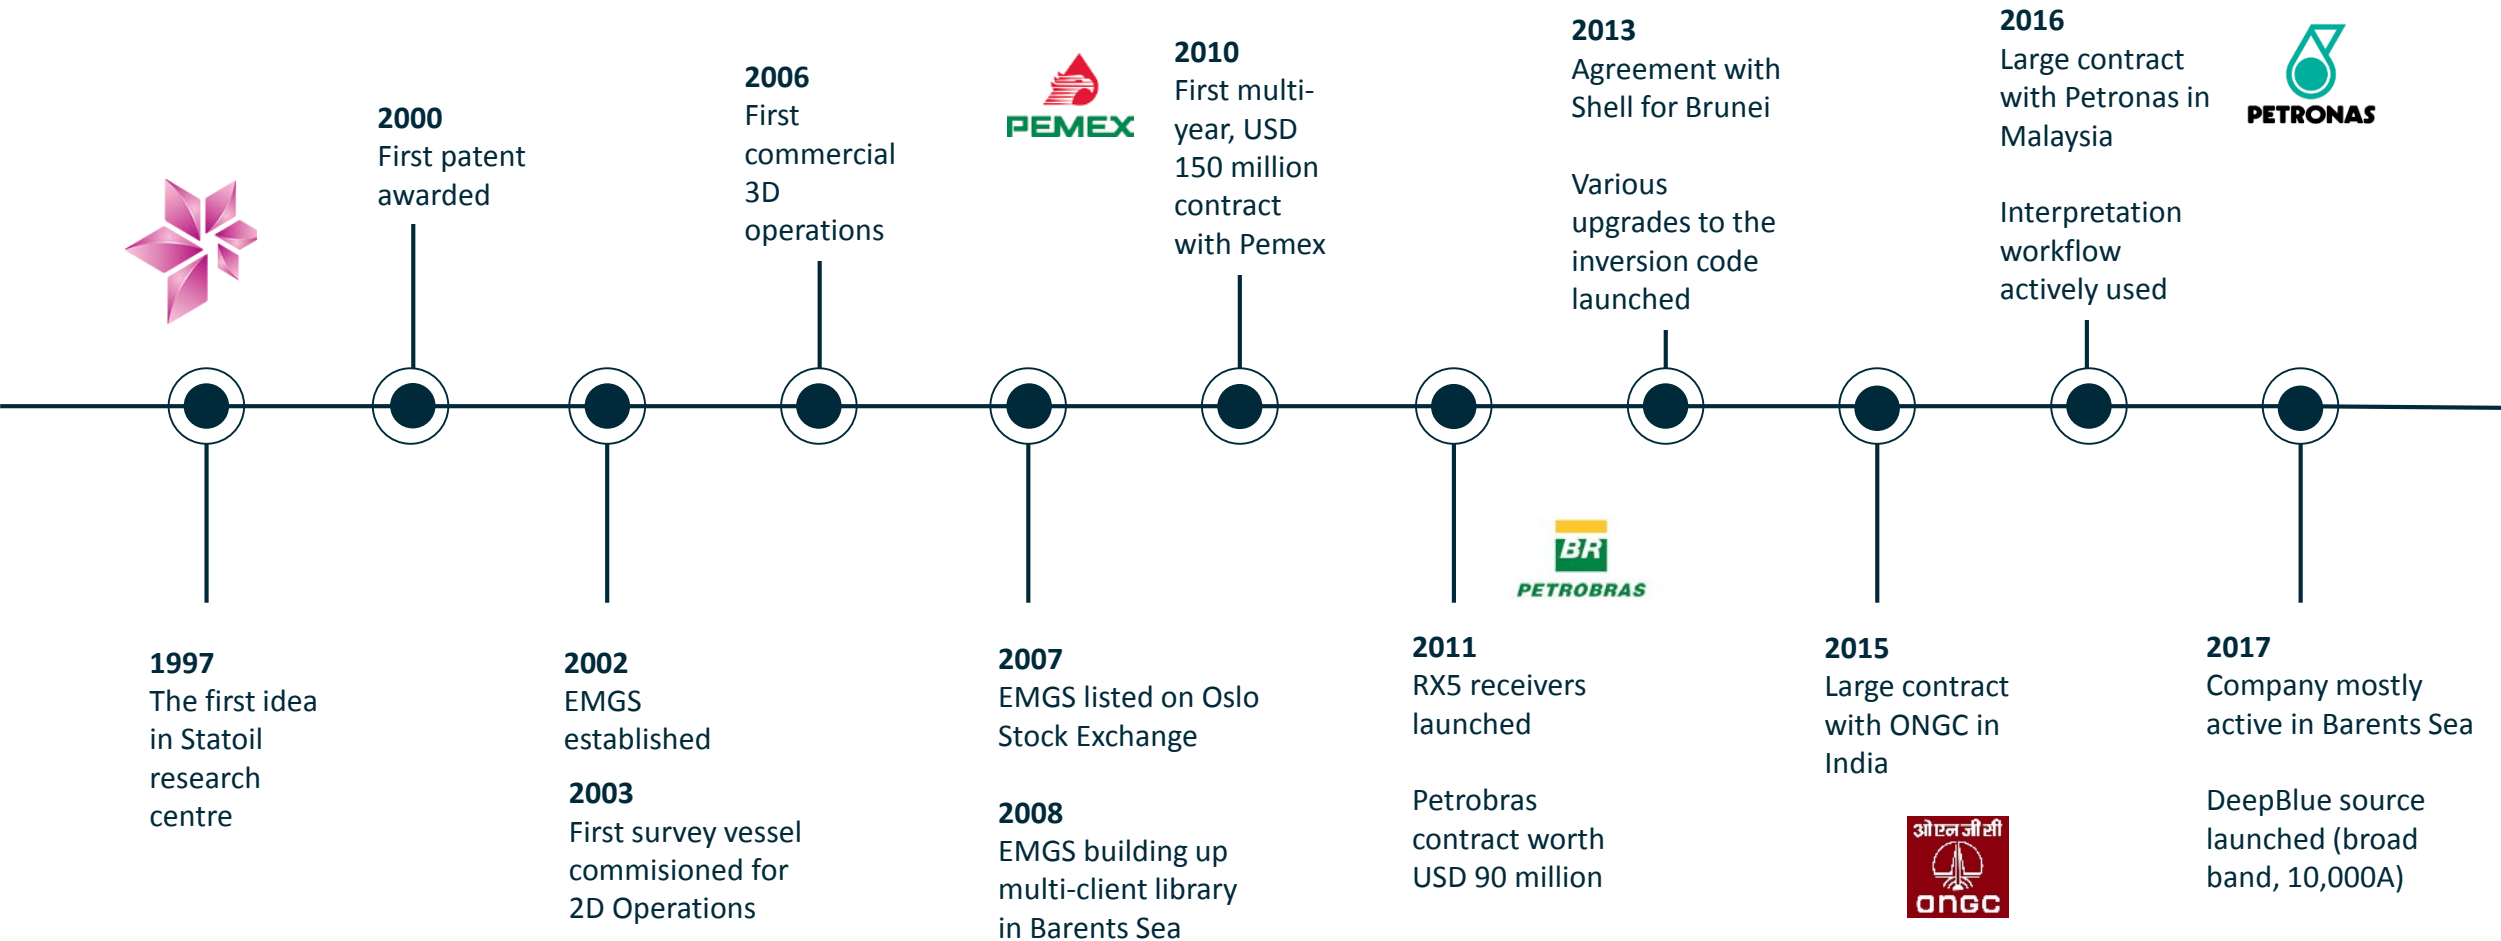 1997
The first idea
in Statoil
research
centre
2000
First patent
awarded
2002
EMGS
established
2003
First survey vessel
commisioned for
2D Operations
2006
First
commercial
3D
operations
2007
EMGS listed on Oslo
Stock Exchange
2008
EMGS building up
multi-client library
in Barents Sea
PEMEX
2010
First multi-
year, USD
150 million
contract
with Pemex
2011
RX5 receivers
launched
Petrobras
contract worth
USD 90 million
BR
PETROBRAS
2013
Agreement with
Shell for Brunei
Various
upgrades to the
inversion code
launched
2015
Large contract
with ONGC in
India
ओएनजीसी
ONGC
2016
Large contract
with Petronas in
Malaysia
Interpretation
workflow
actively used
PETRONAS
2017
Company mostly
active in Barents Sea
DeepBlue source
launched (broad
band, 10,000A)